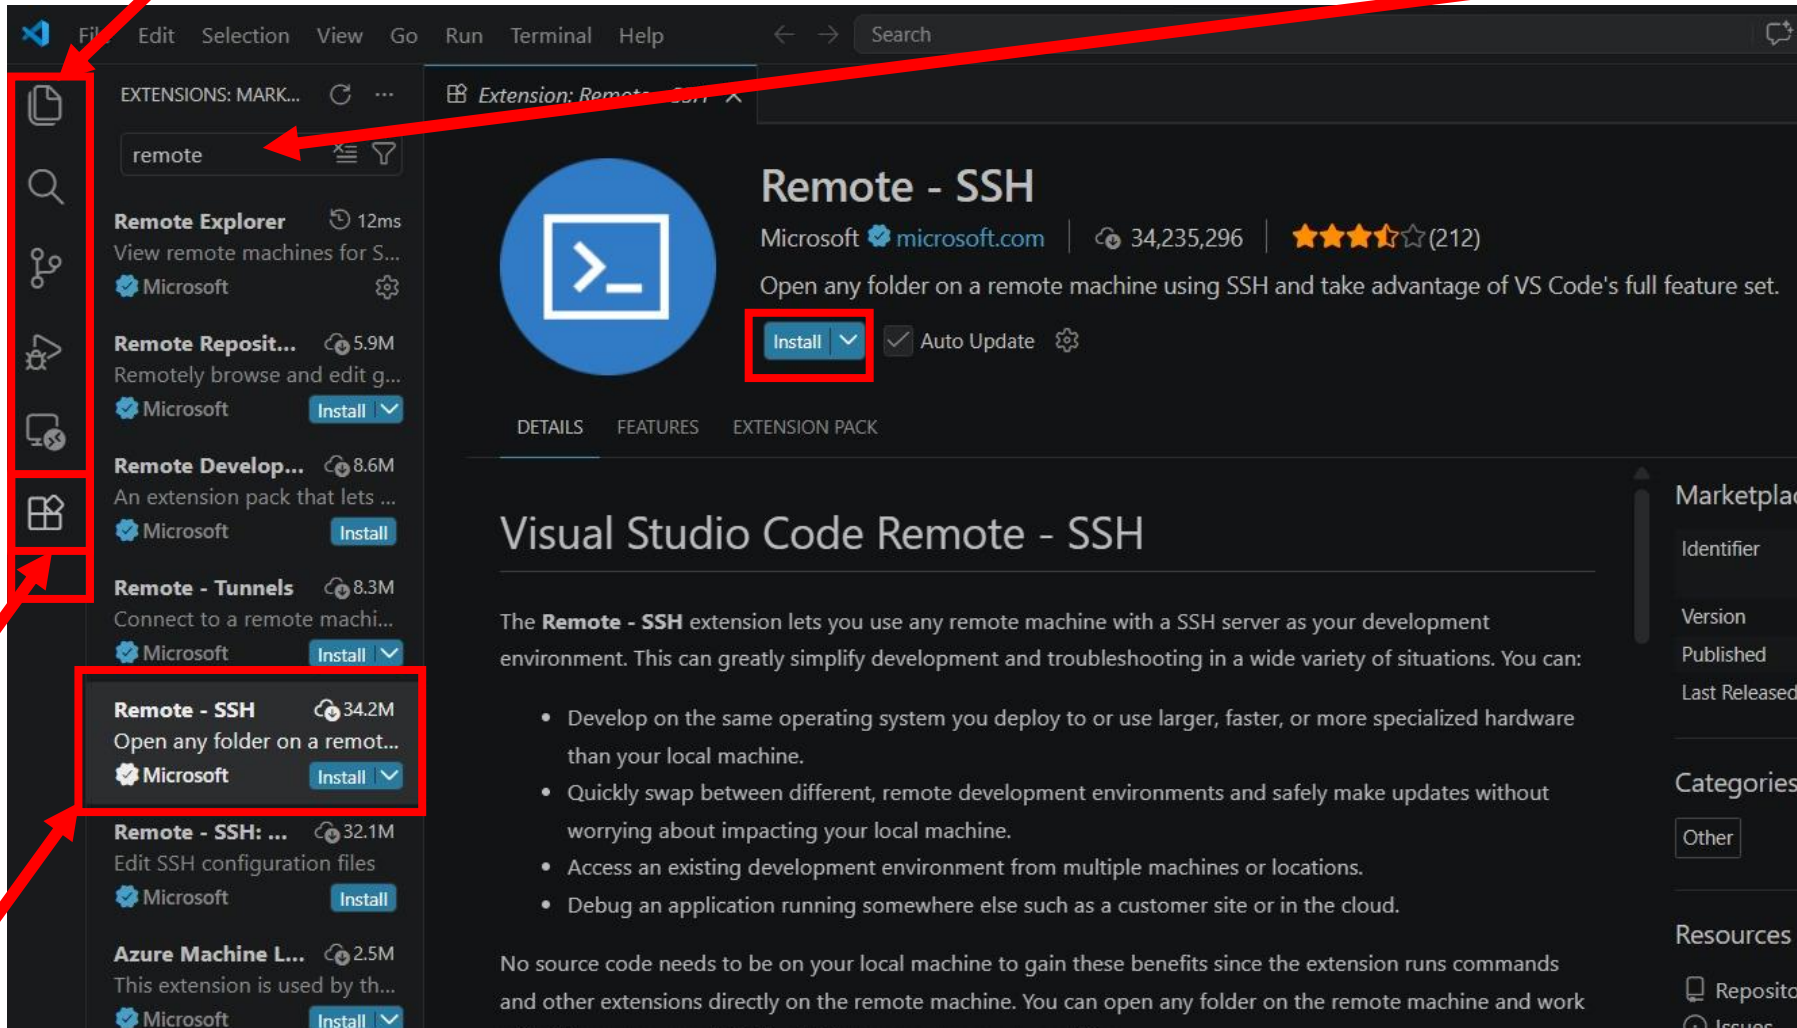 File Edit Selection View Go Run Terminal Help
Search
EXTENSIONS: MARK...
Extension: Remote - SSH
remote
Remote Explorer 12ms
View remote machines for S...
Microsoft
Remote Reposit... 5.9M
Remotely browse and edit g...
Microsoft Install
Remote Develop... 8.6M
An extension pack that lets ...
Microsoft Install
Remote - Tunnels 8.3M
Connect to a remote machi...
Microsoft Install
Remote - SSH 34.2M
Open any folder on a remot...
Microsoft Install
Remote - SSH: ... 32.1M
Edit SSH configuration files
Microsoft Install
Azure Machine L... 2.5M
This extension is used by th...
Microsoft Install
Remote - SSH
Microsoft microsoft.com 34,235,296 (212)
Open any folder on a remote machine using SSH and take advantage of VS Code's full feature set.
Install Auto Update
DETAILS FEATURES EXTENSION PACK
Visual Studio Code Remote - SSH
The Remote - SSH extension lets you use any remote machine with a SSH server as your development
environment. This can greatly simplify development and troubleshooting in a wide variety of situations. You can:
• Develop on the same operating system you deploy to or use larger, faster, or more specialized hardware
than your local machine.
• Quickly swap between different, remote development environments and safely make updates without
worrying about impacting your local machine.
• Access an existing development environment from multiple machines or locations.
• Debug an application running somewhere else such as a customer site or in the cloud.
No source code needs to be on your local machine to gain these benefits since the extension runs commands
and other extensions directly on the remote machine. You can open any folder on the remote machine and work
Marketplac
Identifier
Version
Published
Last Released
Categories
Other
Resources
Reposito
Issues